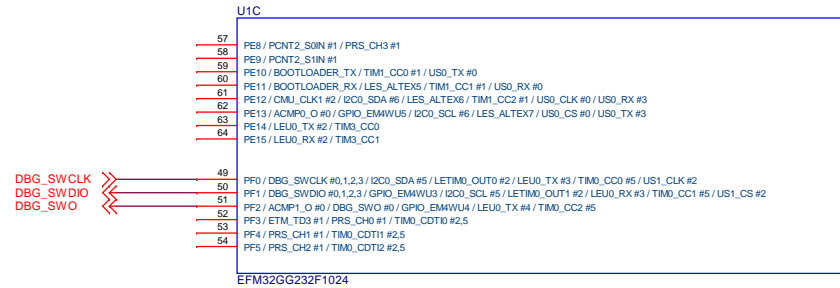 U1C
57 PE8 / PCNT2_S0IN #1 / PRS_CH3 #1
58 PE9 / PCNT2_S1IN #1
59 PE10 / BOOTLOADER_TX / TIM1_CC0 #1 / US0_TX #0
60 PE11 / BOOTLOADER_RX / LES_ALTEX5 / TIM1_CC1 #1 / US0_RX #0
61 PE12 / CMU_CLK1 #2 / I2C0_SDA #6 / LES_ALTEX6 / TIM1_CC2 #1 / US0_CLK #0 / US0_RX #3
62 PE13 / ACMP0_O #0 / GPIO_EM4WU5 / I2C0_SCL #6 / LES_ALTEX7 / US0_CS #0 / US0_TX #3
63 PE14 / LEU0_TX #2 / TIM3_CC0
64 PE15 / LEU0_RX #2 / TIM3_CC1
DBG_SWCLK 49 PF0 / DBG_SWCLK #0,1,2,3 / I2C0_SDA #5 / LETIM0_OUT0 #2 / LEU0_TX #3 / TIM0_CC0 #5 / US1_CLK #2
DBG_SWDIO 50 PF1 / DBG_SWDIO #0,1,2,3 / GPIO_EM4WU3 / I2C0_SCL #5 / LETIM0_OUT1 #2 / LEU0_RX #3 / TIM0_CC1 #5 / US1_CS #2
DBG_SWO 51 PF2 / ACMP1_O #0 / DBG_SWO #0 / GPIO_EM4WU4 / LEU0_TX #4 / TIM0_CC2 #5
52 PF3 / ETM_TD3 #1 / PRS_CH0 #1 / TIM0_CDTI0 #2,5
53 PF4 / PRS_CH1 #1 / TIM0_CDTI1 #2,5
54 PF5 / PRS_CH2 #1 / TIM0_CDTI2 #2,5
EFM32GG232F1024